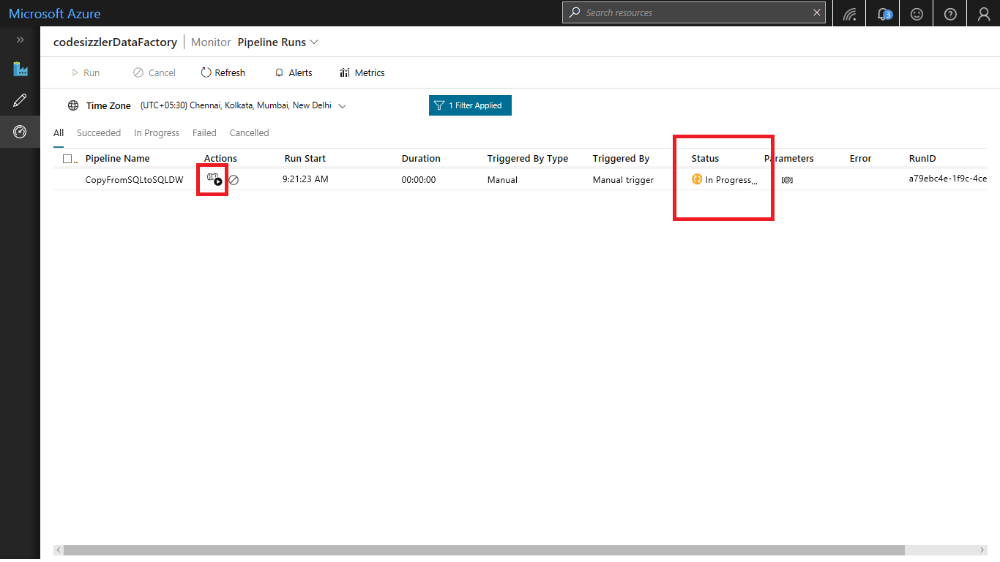 Microsoft Azure
Search resources
3
codesizzlerDataFactory Monitor Pipeline Runs
Run Cancel Refresh Alerts Metrics
Time Zone (UTC+05:30) Chennai, Kolkata, Mumbai, New Delhi 1 Filter Applied
All Succeeded In Progress Failed Cancelled
.. Pipeline Name Actions Run Start Duration Triggered By Type Triggered By Status Parameters Error RunID
CopyFromSQLtoSQLDW 9:21:23 AM 00:00:00 Manual Manual trigger In Progress... [@] a79ebc4e-1f9c-4ce